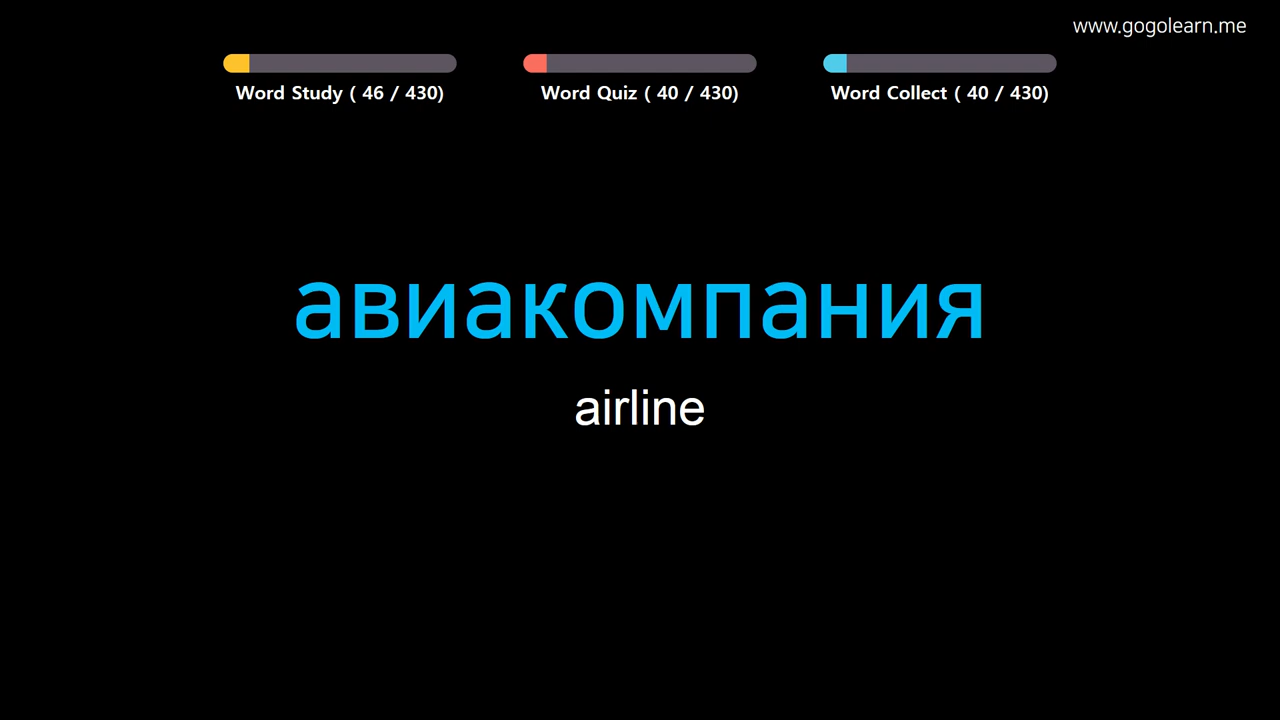 www.gogolearn.me
Word Study ( 46 / 430)
Word Quiz ( 40 / 430)
Word Collect ( 40 / 430)
авиакомпания
airline